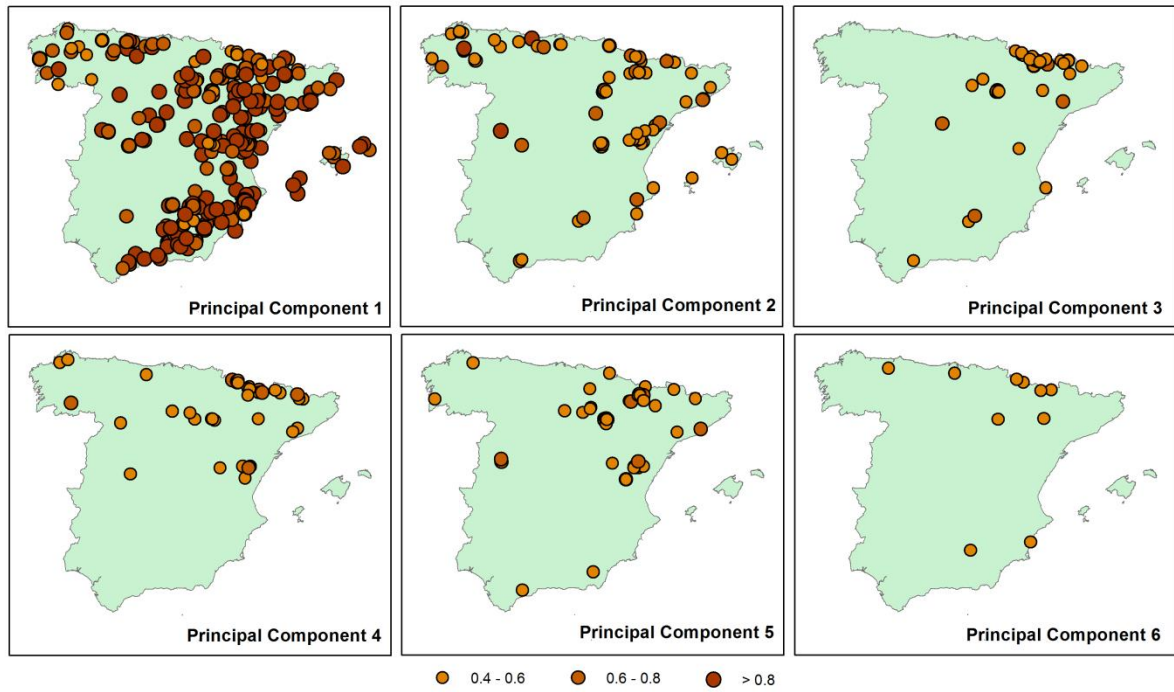 Principal Component 1
Principal Component 2
Principal Component 3
Principal Component 4
Principal Component 5
Principal Component 6
0.4 - 0.6
0.6 - 0.8
> 0.8